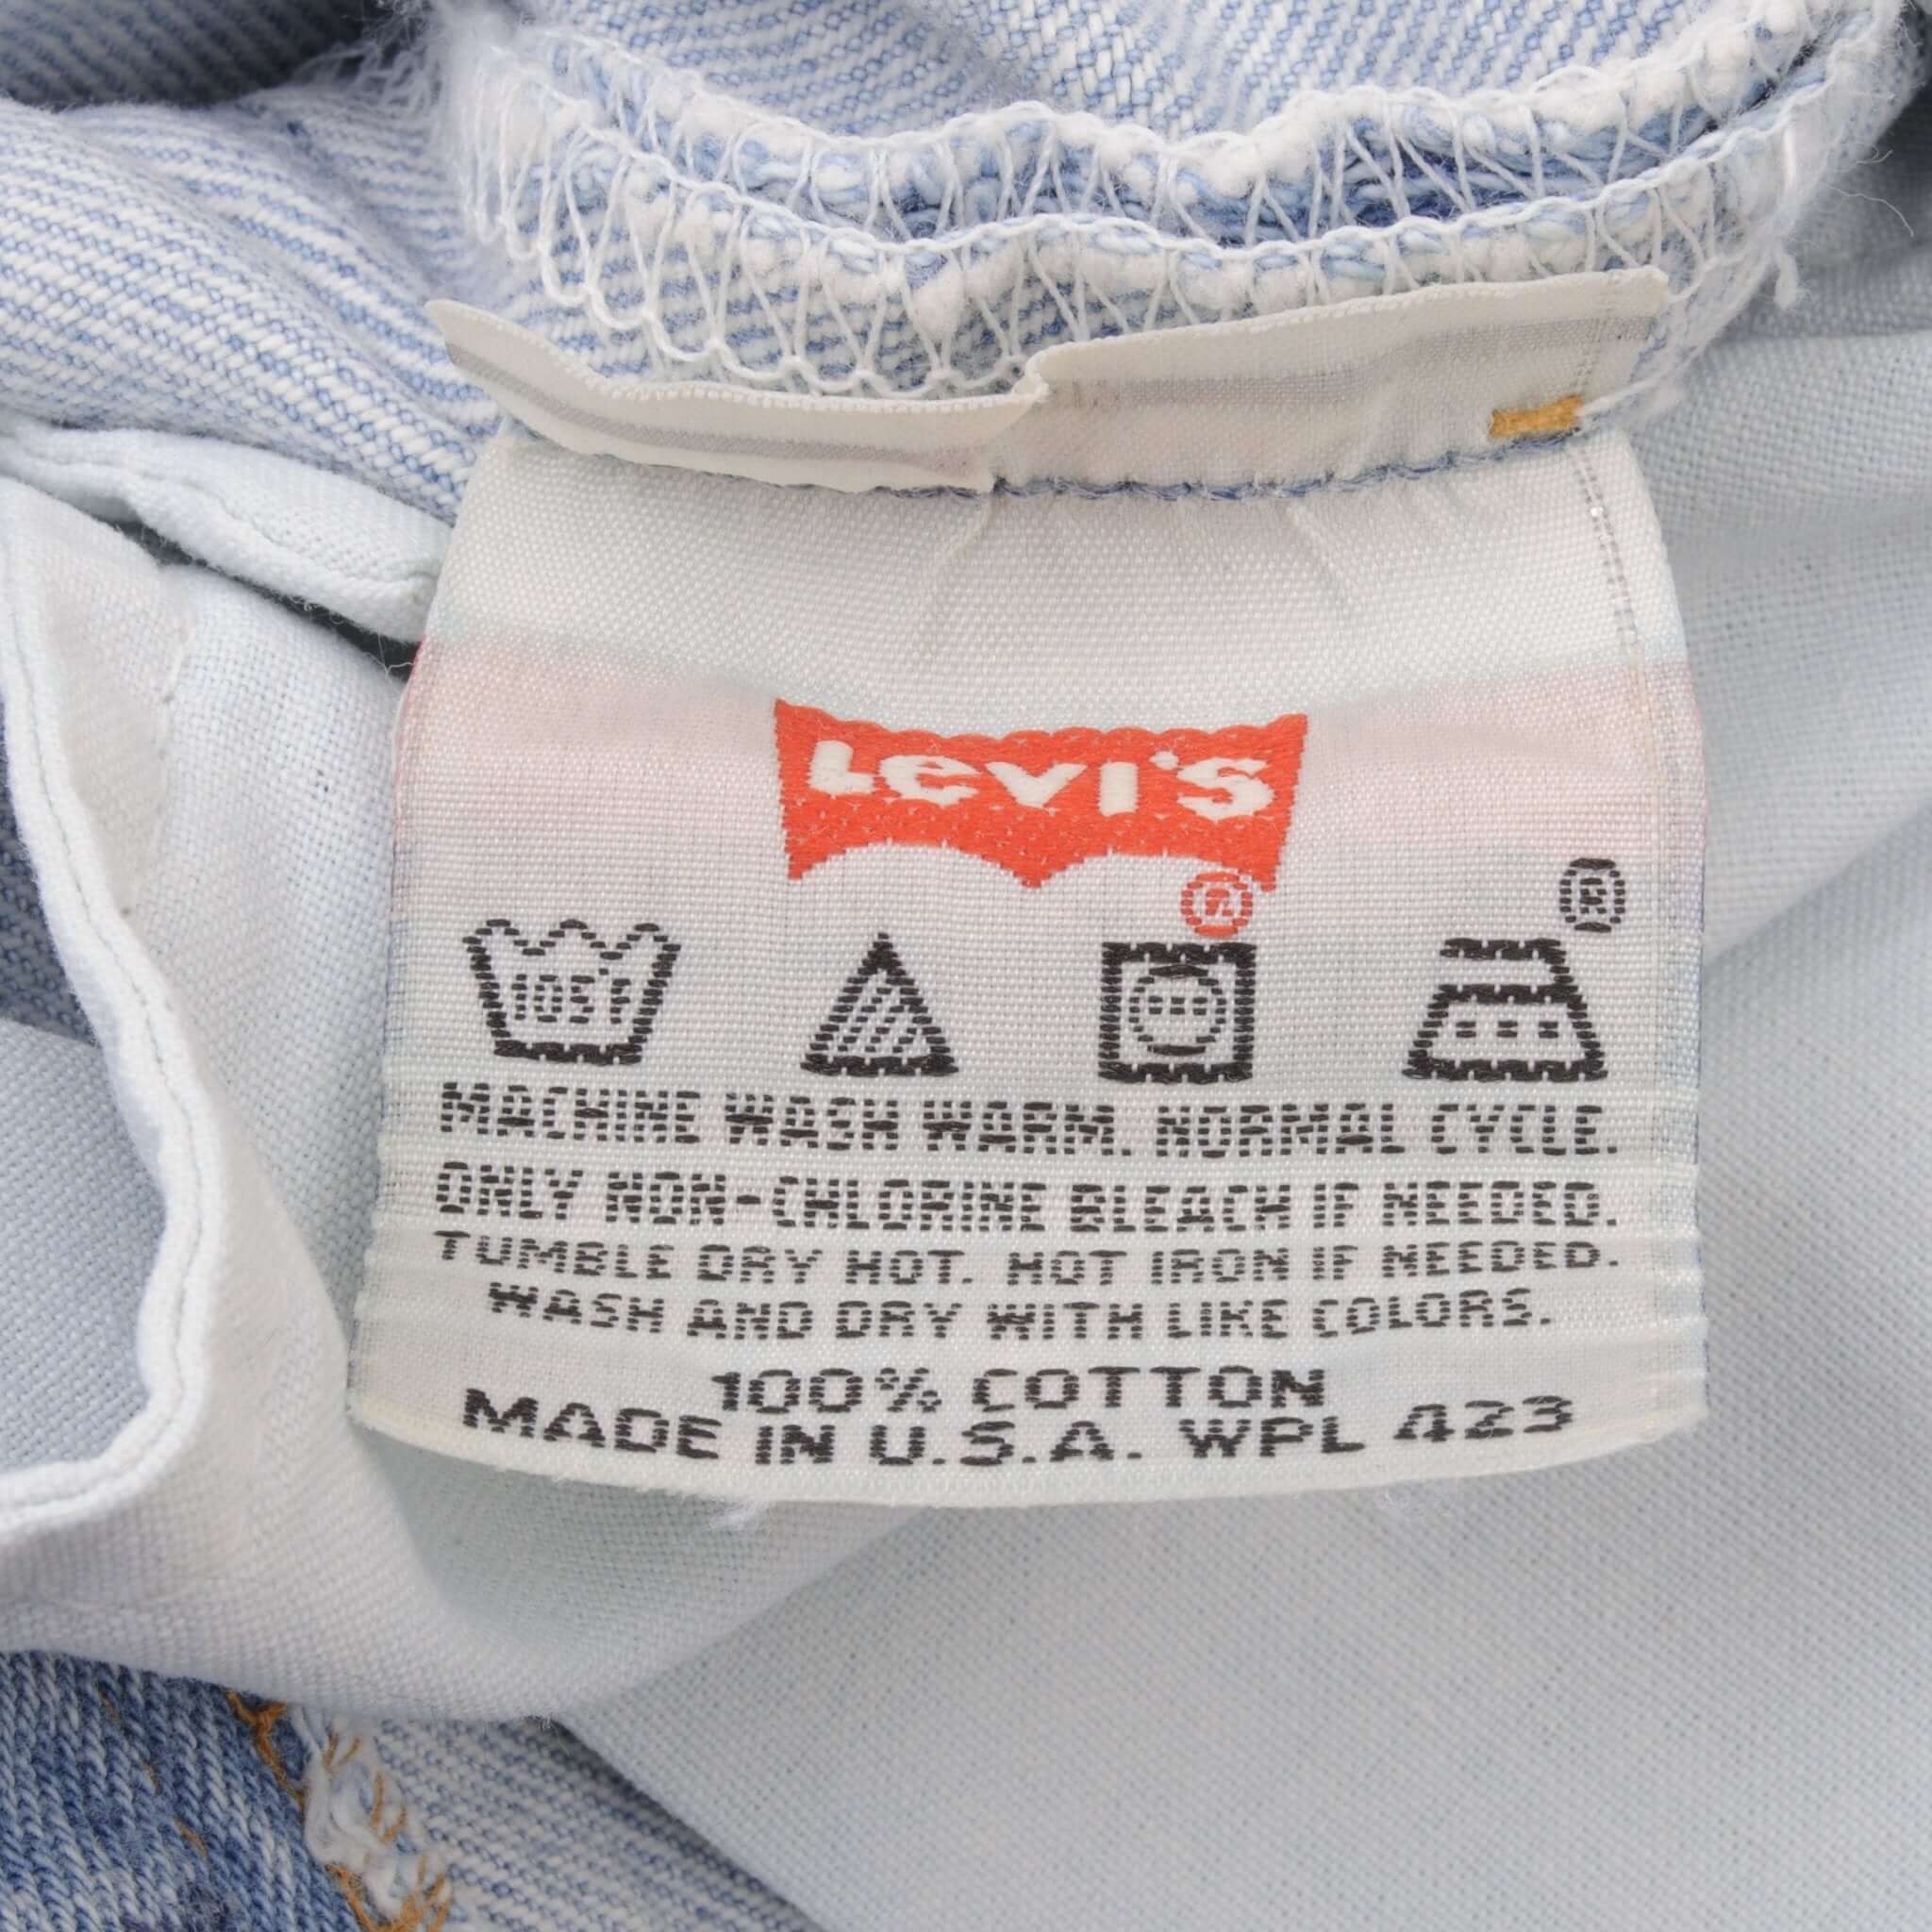 Levi's
®
®
105°F
MACHINE WASH WARM. NORMAL CYCLE.
ONLY NON-CHLORINE BLEACH IF NEEDED.
TUMBLE DRY HOT. HOT IRON IF NEEDED.
WASH AND DRY WITH LIKE COLORS.
100% COTTON
MADE IN U.S.A. WPL 423